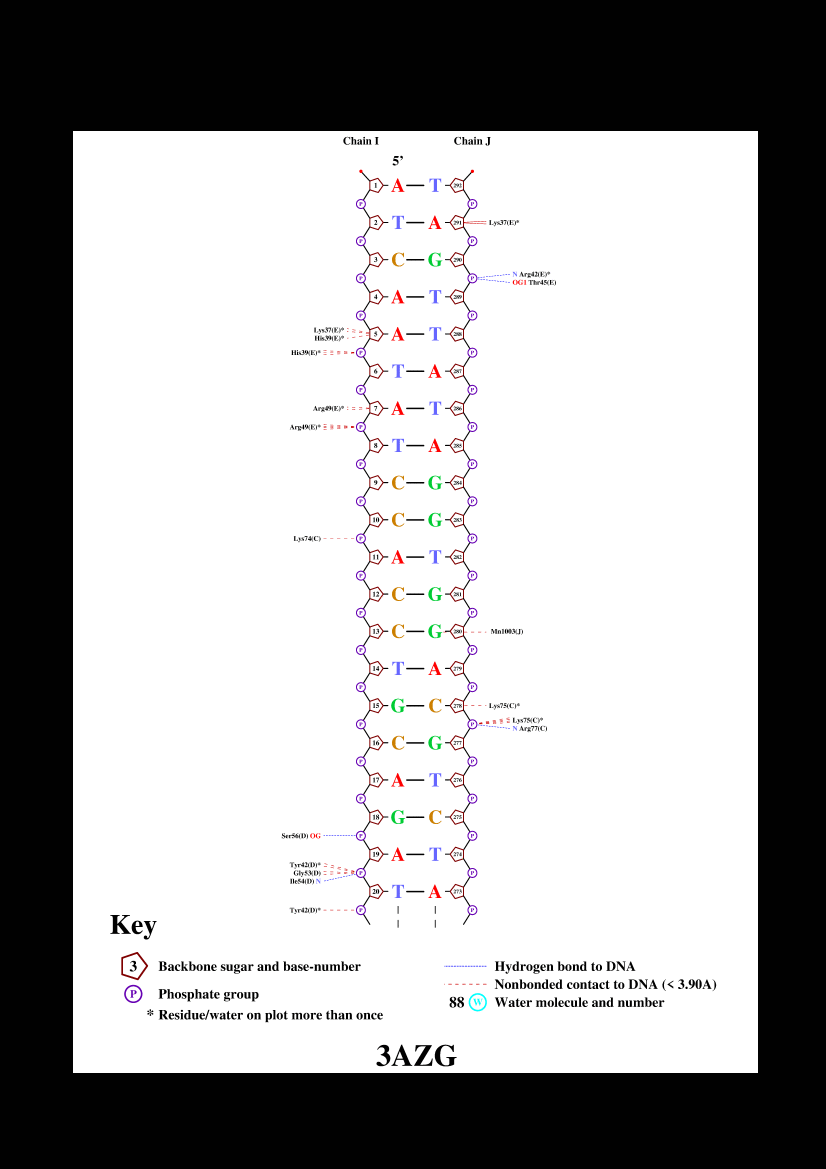 Chain I Chain J
5’
1 A T 292
P P
2 T A 291 Lys37(E)*
P P
3 C G 290
P P N Arg42(E)*
OG1 Thr45(E)
4 A T 289
P P
Lys37(E)* 5 A T 288
His39(E)*
His39(E)* P P
6 T A 287
P P
Arg49(E)* 7 A T 286
Arg49(E)* P P
8 T A 285
P P
9 C G 284
P P
10 C G 283
Lys74(C) P P
11 A T 282
P P
12 C G 281
P P
13 C G 280 Mn1003(J)
P P
14 T A 279
P P
15 G C 278 Lys75(C)*
P P Lys75(C)*
N Arg77(C)
16 C G 277
P P
17 A T 276
P P
18 G C 275
Ser56(D) OG P P
19 A T 274
Tyr42(D)*
Gly53(D) P P
Ile54(D) N
20 T A 273
Tyr42(D)* P P
Key
3 Backbone sugar and base-number
P Phosphate group
* Residue/water on plot more than once
Hydrogen bond to DNA
Nonbonded contact to DNA (< 3.90A)
88 W Water molecule and number
3AZG